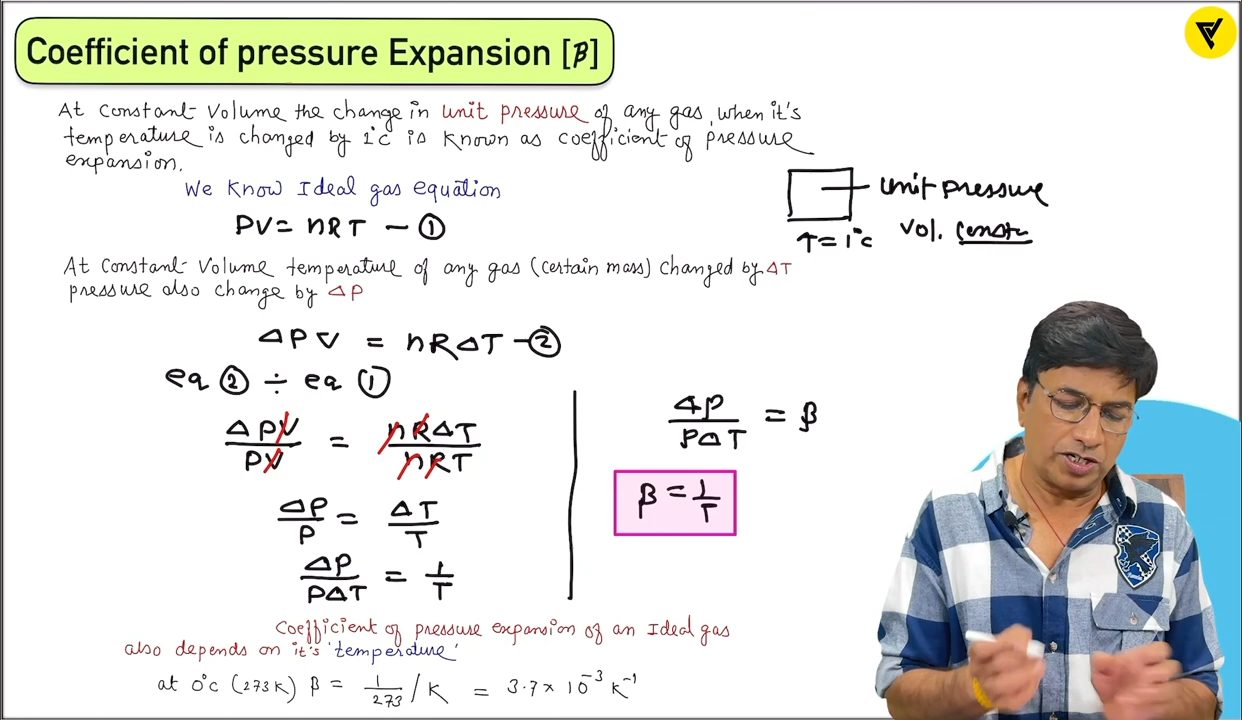 Coefficient of pressure Expansion [β]
At Constant Volume the change in unit pressure of any gas, when it's
temperature is changed by 1°C is known as coefficient of pressure
expansion.
We know Ideal gas equation
PV = nRT - ①
unit pressure
Vol. const
↑ = 1°C
At Constant Volume temperature of any gas (certain mass) changed by ΔT
pressure also change by ΔP
ΔPV = nRΔT - ②
eq ② ÷ eq ①
ΔPV / PV = nRΔT / nRT
ΔP / P = ΔT / T
ΔP / PΔT = 1 / T
ΔP / PΔT = β
β = 1 / T
Coefficient of pressure expansion of an Ideal gas
also depends on it's 'temperature'
at 0°C (273K) β = 1/273 /K = 3.7 × 10⁻³ K⁻¹